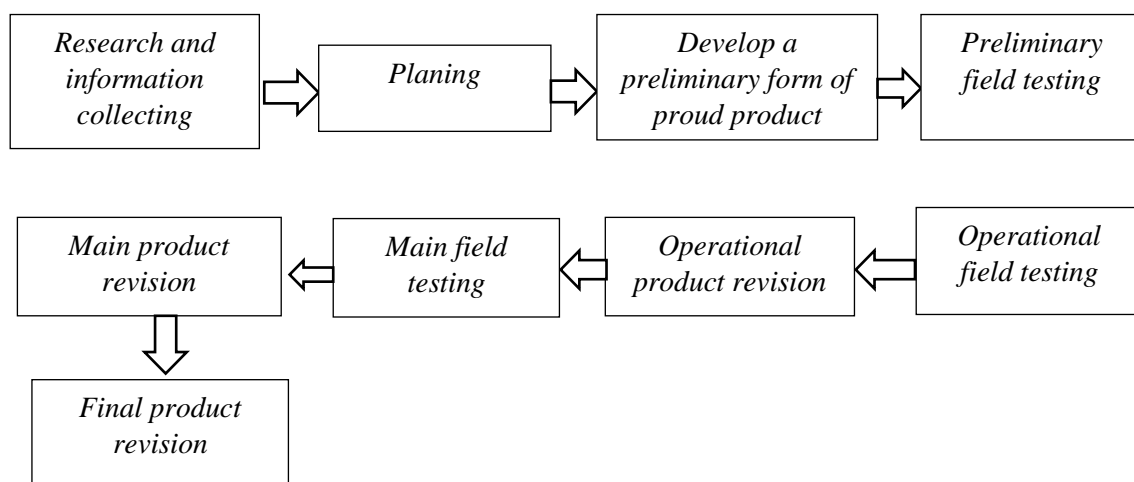 Research and
information
collecting
Planing
Develop a
preliminary form of
proud product
Preliminary
field testing
Main product
revision
Main field
testing
Operational
product revision
Operational
field testing
Final product
revision